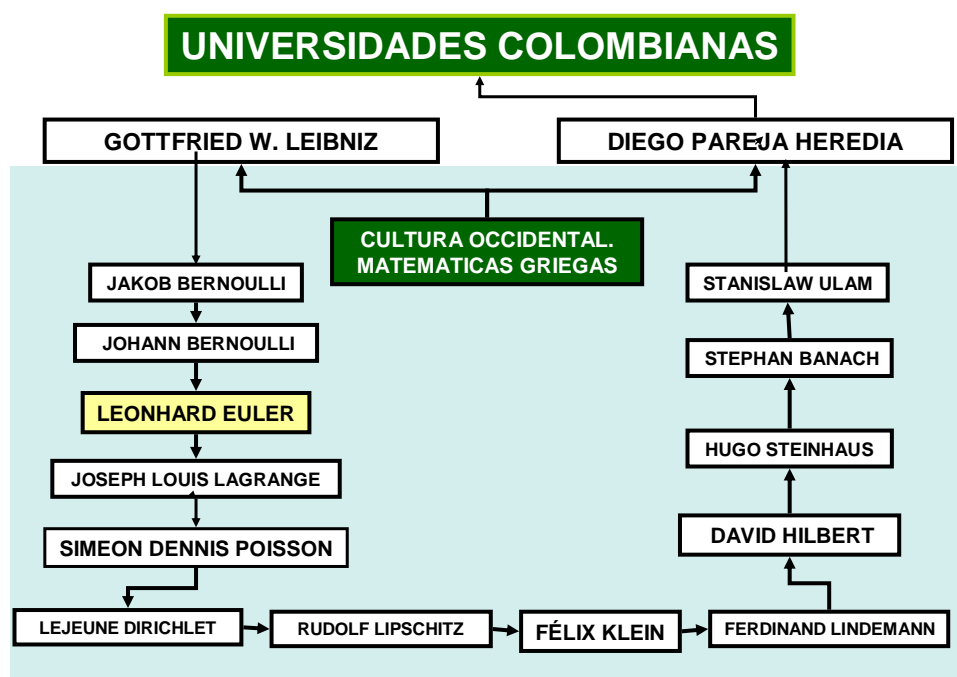 UNIVERSIDADES COLOMBIANAS
GOTTFRIED W. LEIBNIZ
DIEGO PAREJA HEREDIA
CULTURA OCCIDENTAL.
MATEMATICAS GRIEGAS
JAKOB BERNOULLI
JOHANN BERNOULLI
LEONHARD EULER
JOSEPH LOUIS LAGRANGE
SIMEON DENNIS POISSON
LEJEUNE DIRICHLET
RUDOLF LIPSCHITZ
FÉLIX KLEIN
FERDINAND LINDEMANN
DAVID HILBERT
HUGO STEINHAUS
STEPHAN BANACH
STANISLAW ULAM